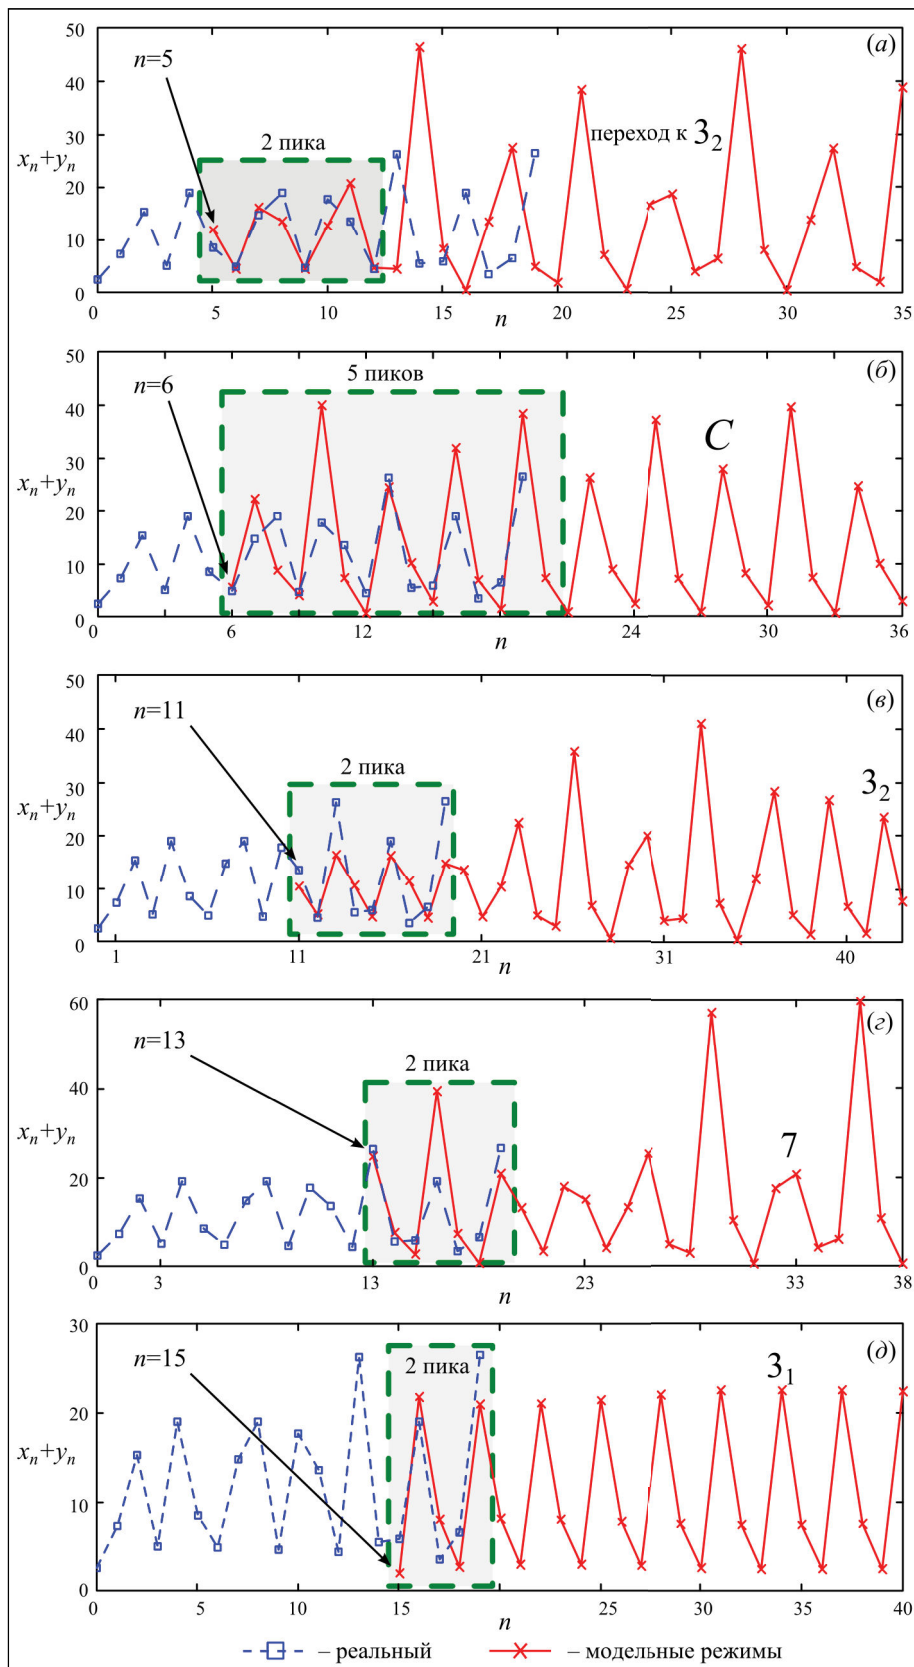 50
40
30
20
10
0
xₙ+yₙ
n=5
2 пика
переход к 3₂
(а)
0 5 10 15 20 25 30 35
n
50
40
30
20
10
0
xₙ+yₙ
n=6
5 пиков
C
(б)
0 6 12 24 30 36
n
50
40
30
20
10
0
xₙ+yₙ
n=11
2 пика
3₂
(в)
1 11 21 31 40
n
60
40
20
0
xₙ+yₙ
n=13
2 пика
7
(г)
0 3 13 23 33 38
n
30
20
10
0
xₙ+yₙ
n=15
2 пика
3₁
(д)
0 5 10 15 20 25 30 35 40
n
– реальный – модельные режимы